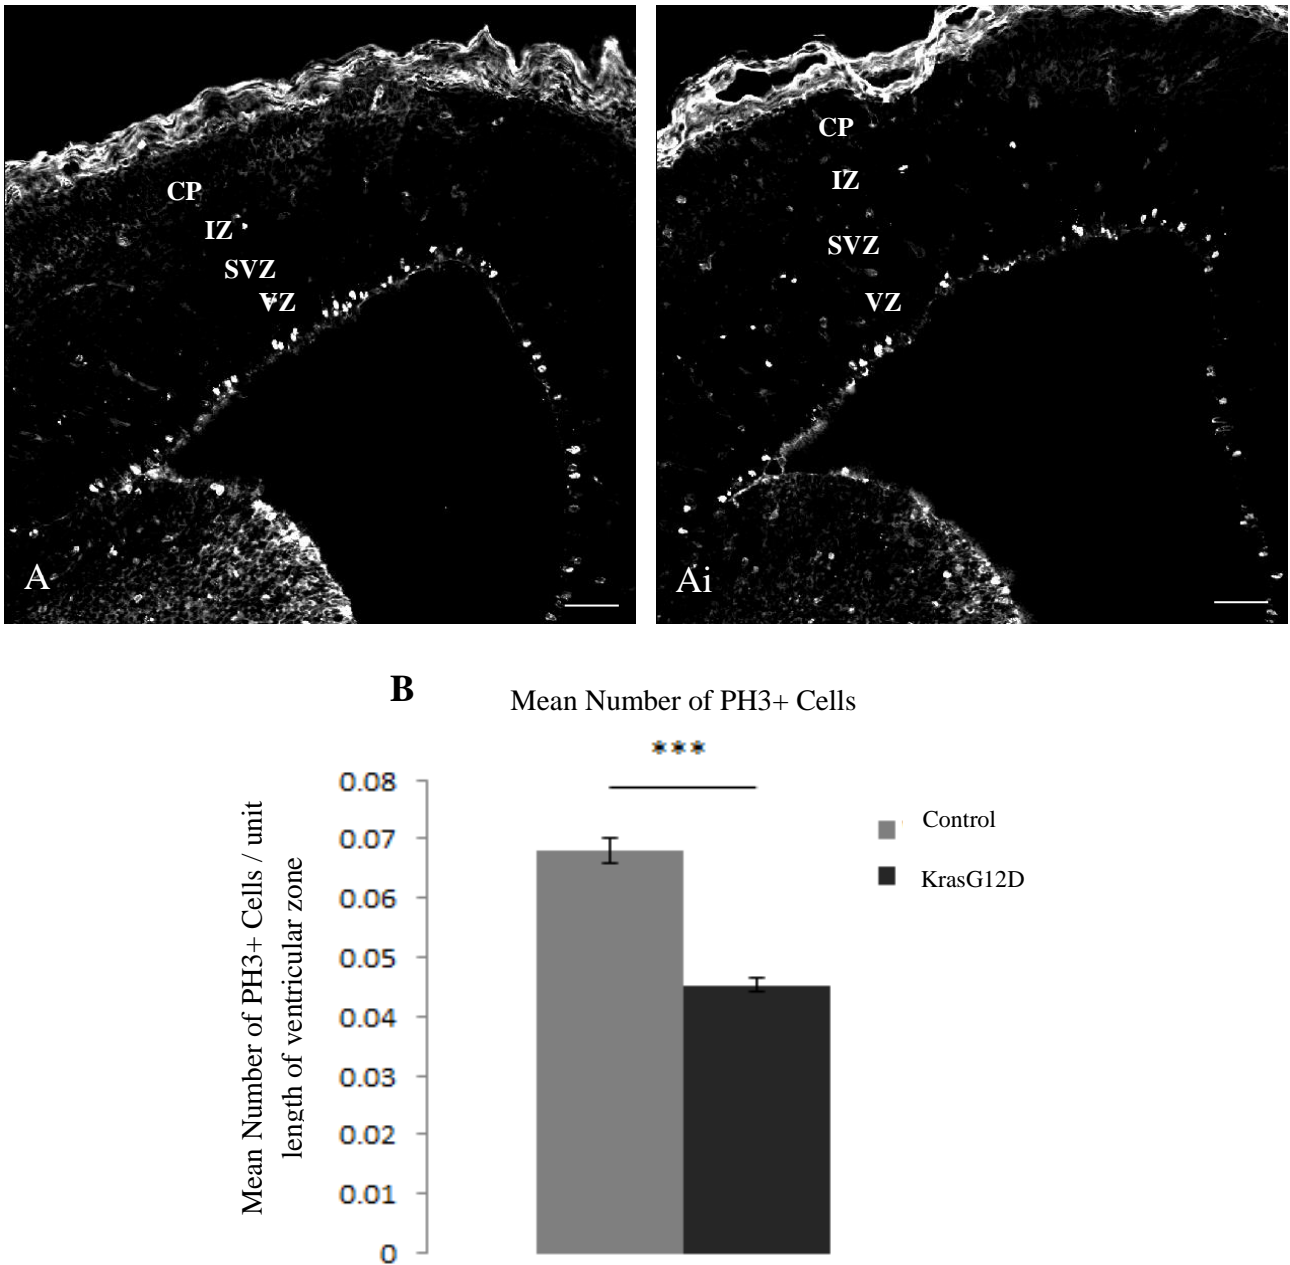 CP
IZ
SVZ
VZ
A
CP
IZ
SVZ
VZ
Ai
B
Mean Number of PH3+ Cells
***
Mean Number of PH3+ Cells / unit
length of ventricular zone
0.08
0.07
0.06
0.05
0.04
0.03
0.02
0.01
0
Control
KrasG12D